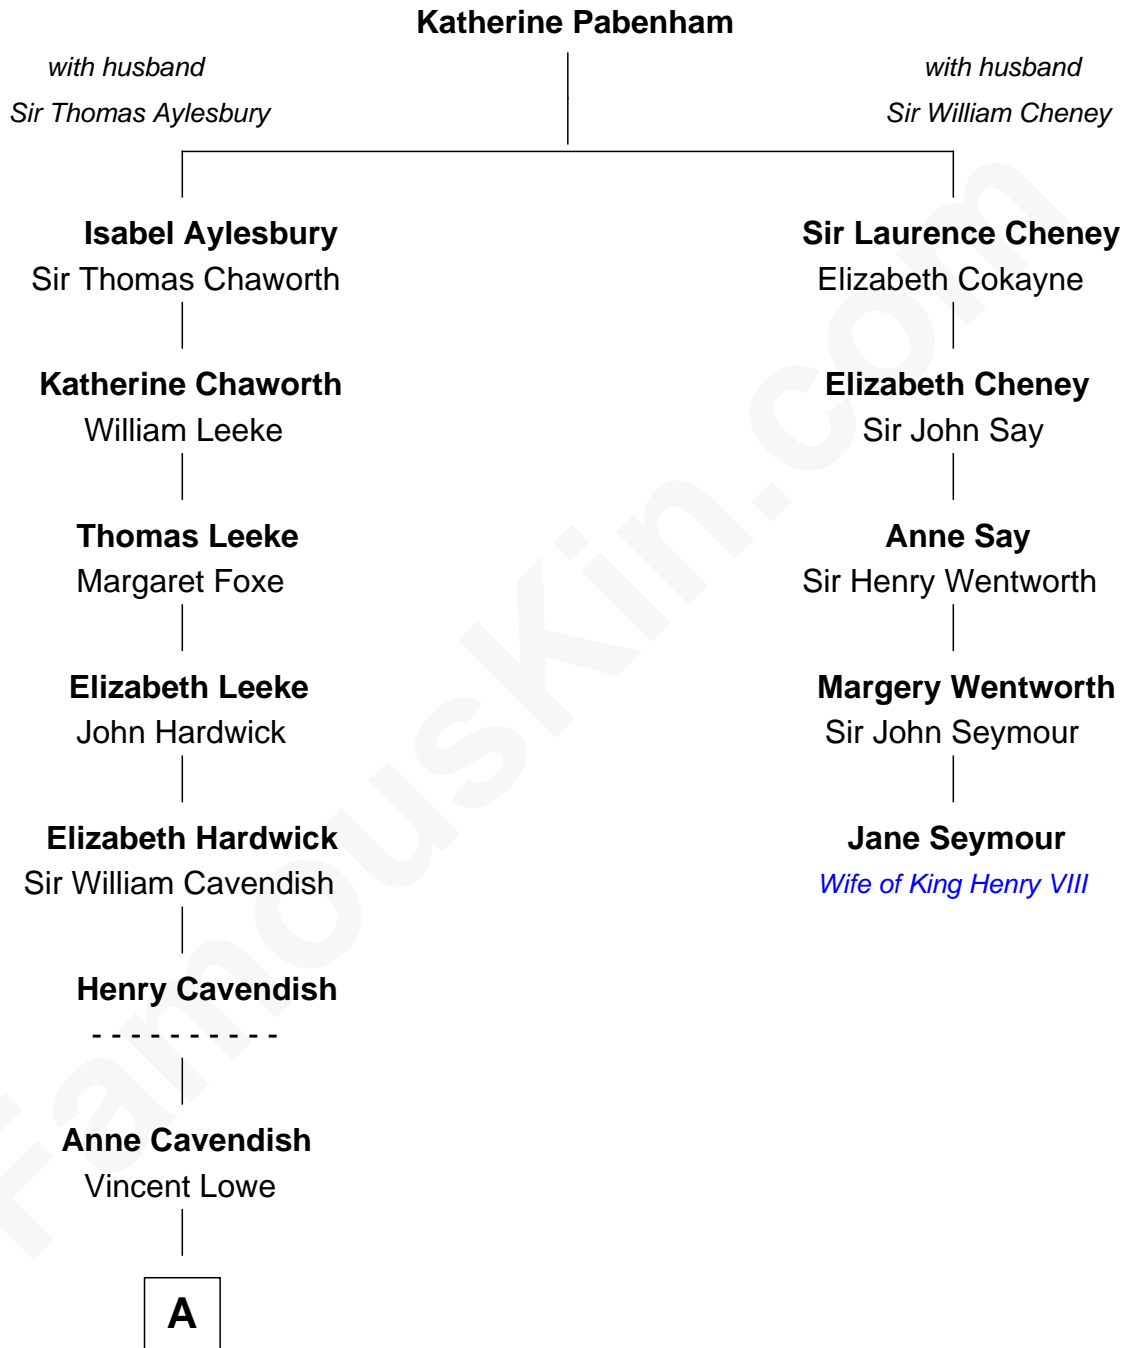 Katherine Pabenham
with husband
Sir Thomas Aylesbury
with husband
Sir William Cheney
Isabel Aylesbury
Sir Thomas Chaworth
Katherine Chaworth
William Leeke
Thomas Leeke
Margaret Foxe
Elizabeth Leeke
John Hardwick
Elizabeth Hardwick
Sir William Cavendish
Henry Cavendish
- - - - - - - - - -
Anne Cavendish
Vincent Lowe
A
Sir Laurence Cheney
Elizabeth Cokayne
Elizabeth Cheney
Sir John Say
Anne Say
Sir Henry Wentworth
Margery Wentworth
Sir John Seymour
Jane Seymour
Wife of King Henry VIII
FamousKin.com